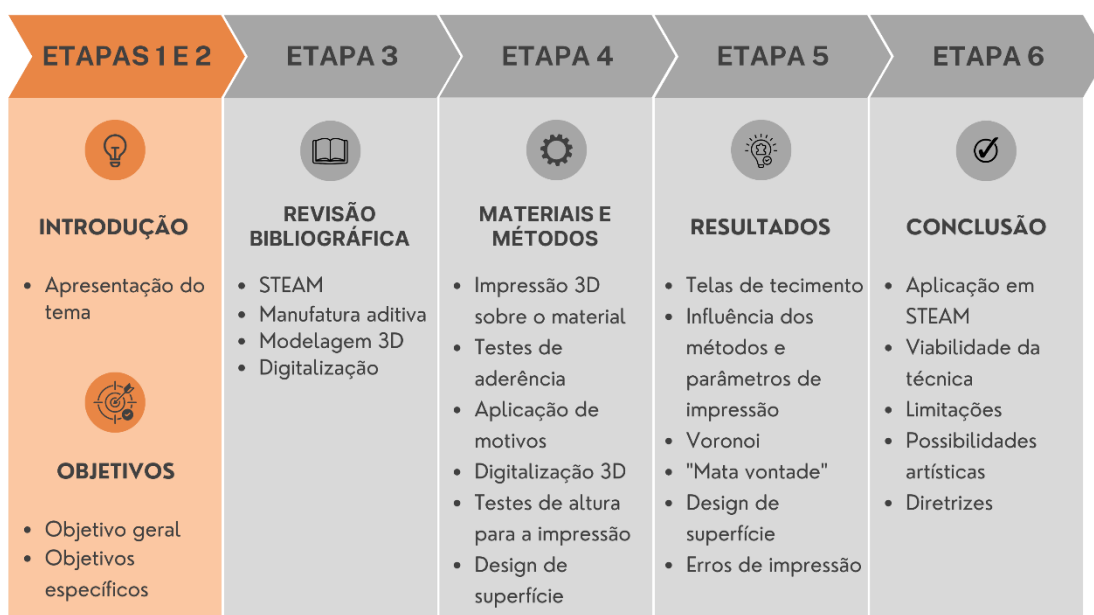 ETAPAS 1 E 2
INTRODUÇÃO
• Apresentação do
tema
OBJETIVOS
• Objetivo geral
• Objetivos
específicos
ETAPA 3
REVISÃO
BIBLIOGRÁFICA
• STEAM
• Manufatura aditiva
• Modelagem 3D
• Digitalização
ETAPA 4
MATERIAIS E
MÉTODOS
• Impressão 3D
sobre o material
• Testes de
aderência
• Aplicação de
motivos
• Digitalização 3D
• Testes de altura
para a impressão
• Design de
superfície
ETAPA 5
RESULTADOS
• Telas de tecimento
• Influência dos
métodos e
parâmetros de
impressão
• Voronoi
• "Mata vontade"
• Design de
superfície
• Erros de impressão
ETAPA 6
CONCLUSÃO
• Aplicação em
STEAM
• Viabilidade da
técnica
• Limitações
• Possibilidades
artísticas
• Diretrizes